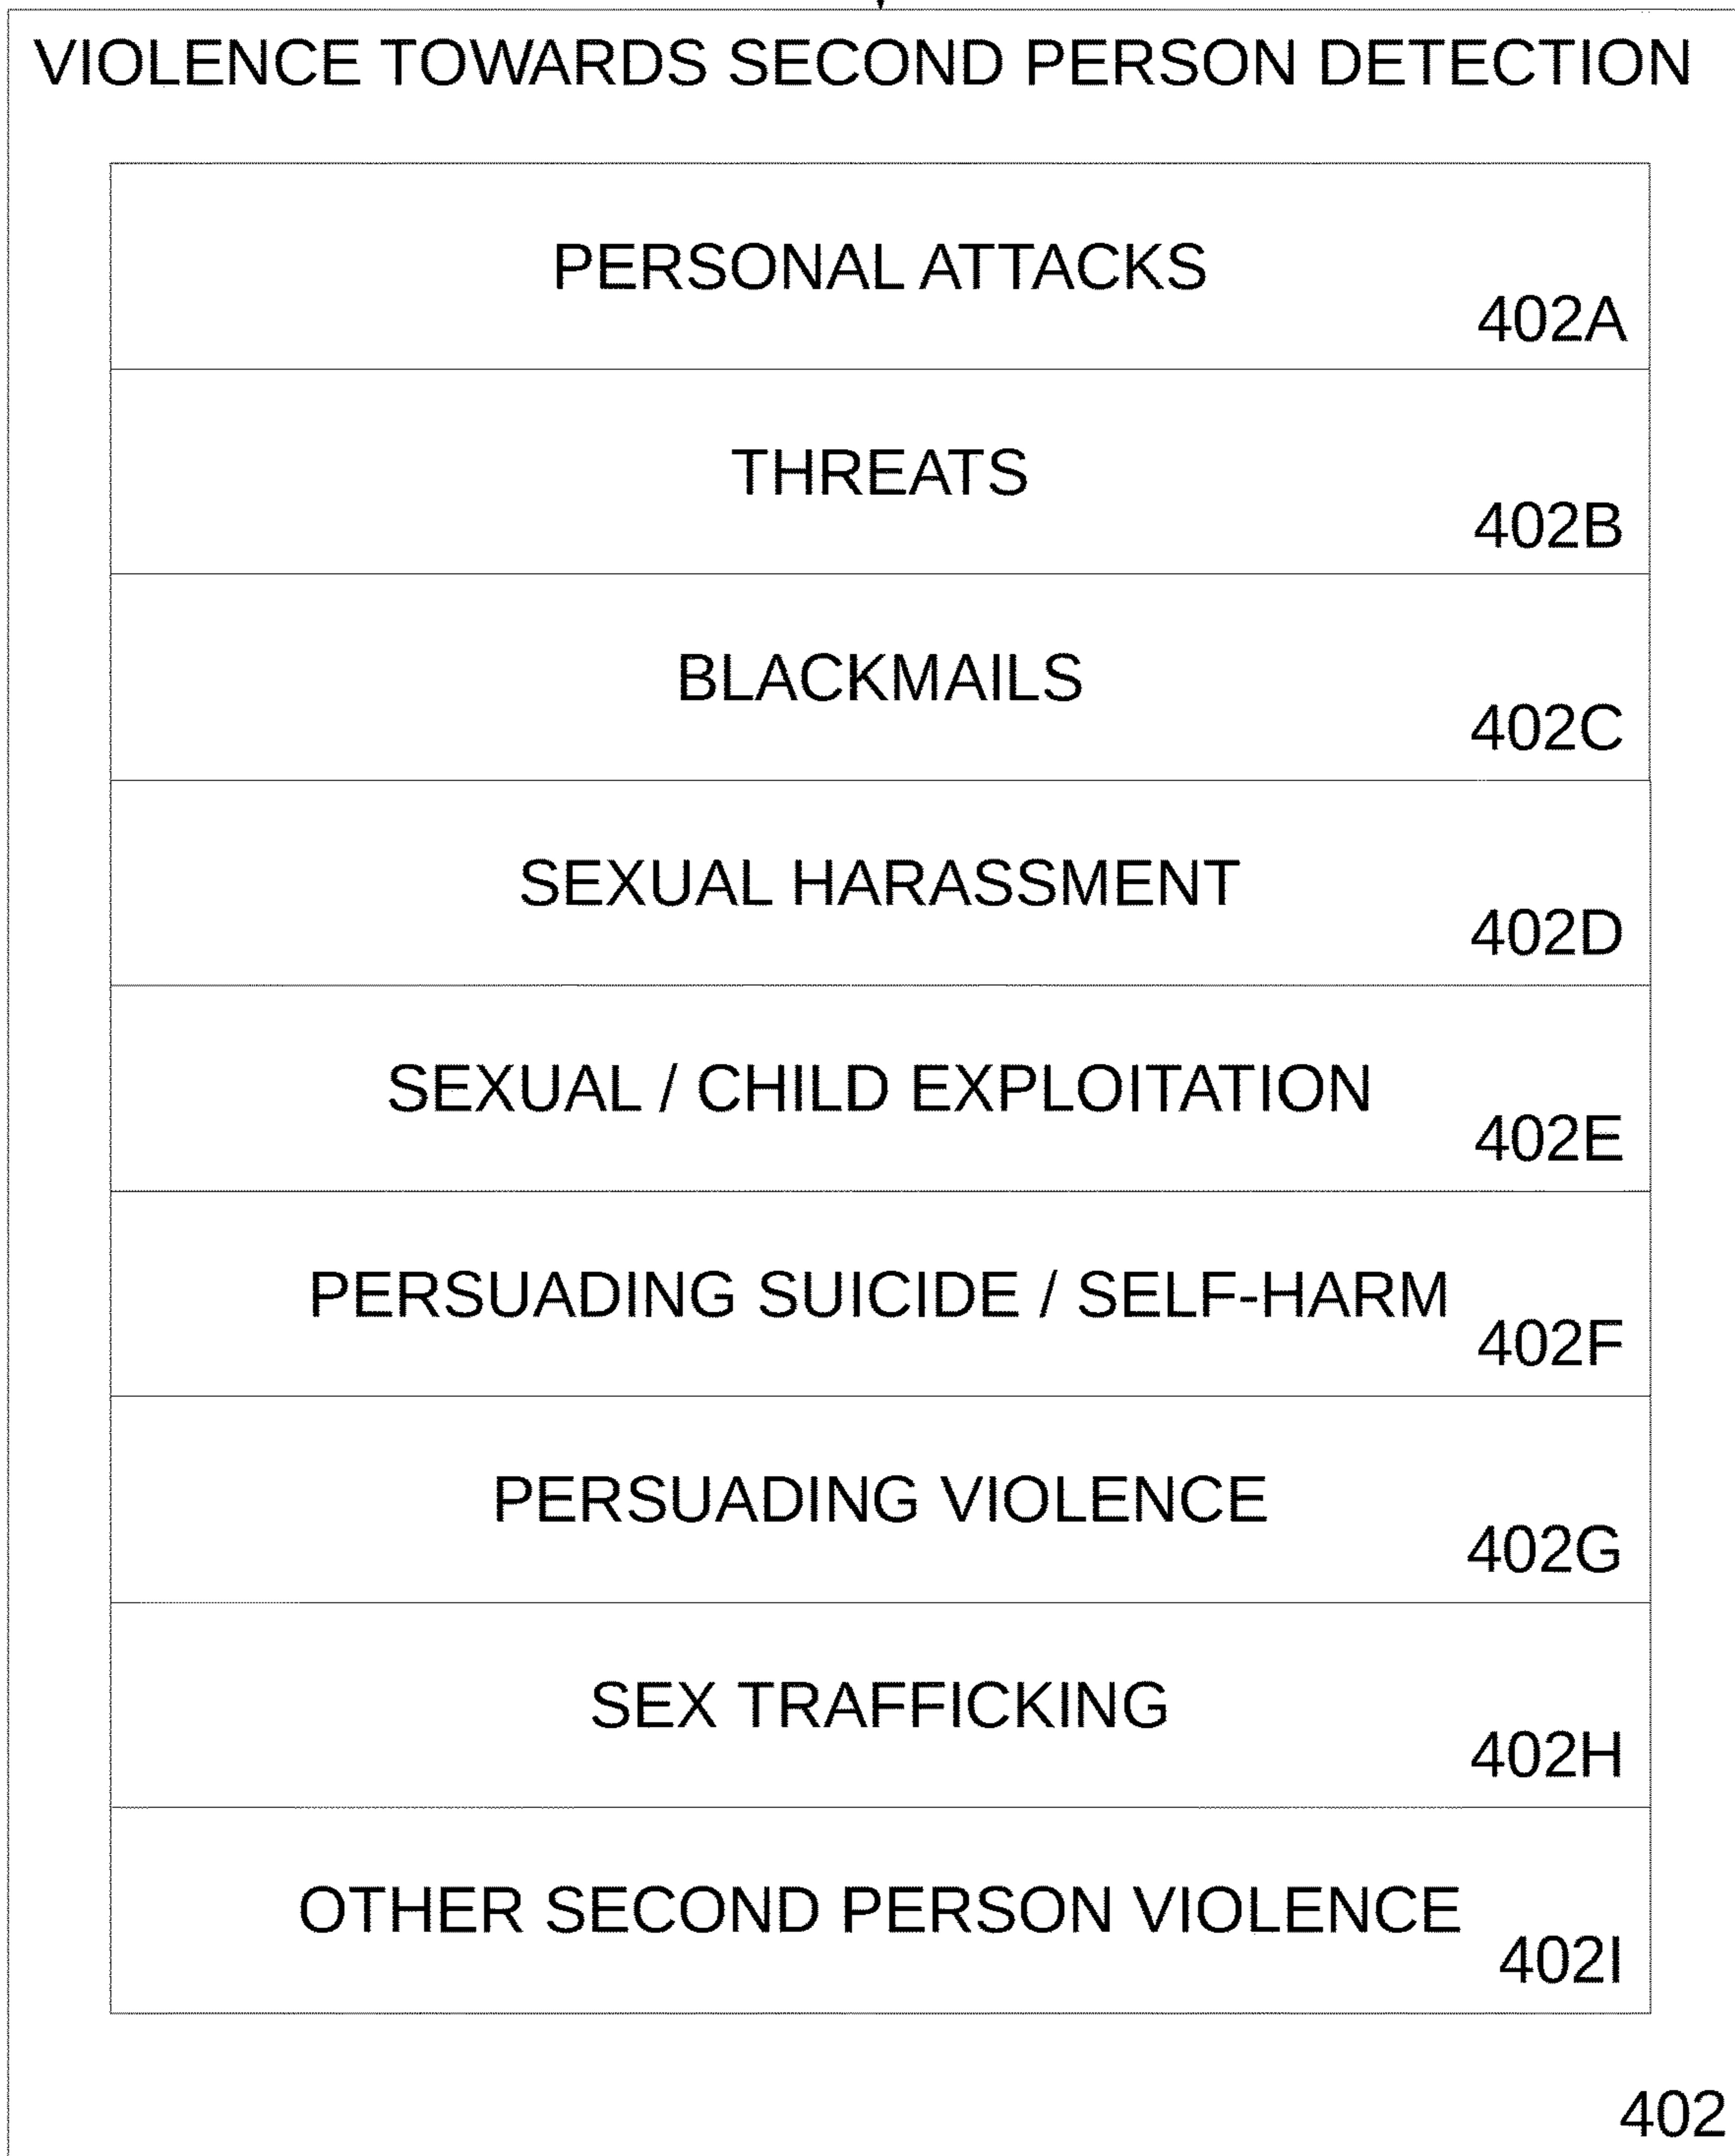 VIOLENCE TOWARDS SECOND PERSON DETECTION
PERSONAL ATTACKS
402A
THREATS
402B
BLACKMAILS
402C
SEXUAL HARASSMENT
402D
SEXUAL / CHILD EXPLOITATION
402E
PERSUADING SUICIDE / SELF-HARM
402F
PERSUADING VIOLENCE
402G
SEX TRAFFICKING
402H
OTHER SECOND PERSON VIOLENCE
402I
402